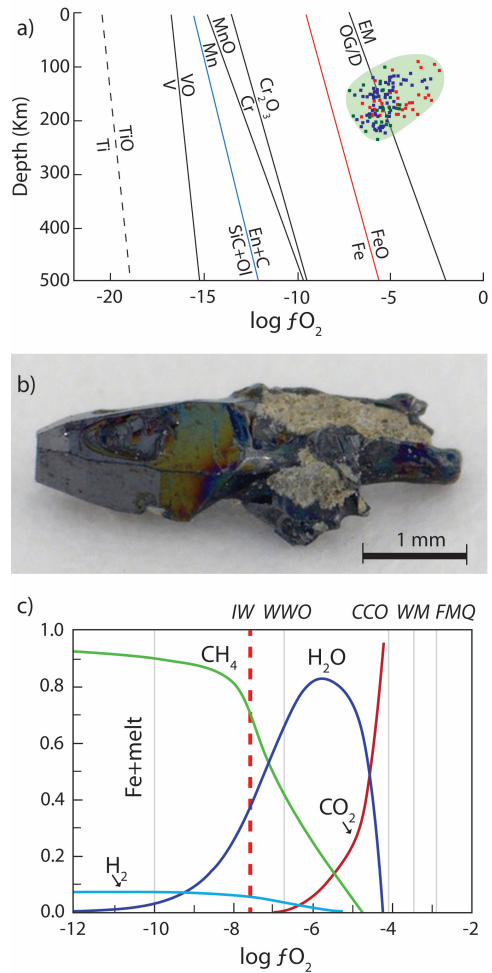 a)
0
100
200
300
400
500
Depth (Km)
TiO
Ti
VO
V
MnO
Mn
Cr2O3
Cr
En+C
SiC+Ol
FeO
Fe
EM
OG/D
-20
-15
-10
-5
0
log ƒO2
b)
1 mm
c)
IW WWO CCO WM FMQ
1.0
0.8
0.6
0.4
0.2
0.0
Fe+melt
CH4
H2O
CO2
H2
-12
-10
-8
-6
-4
-2
log ƒO2